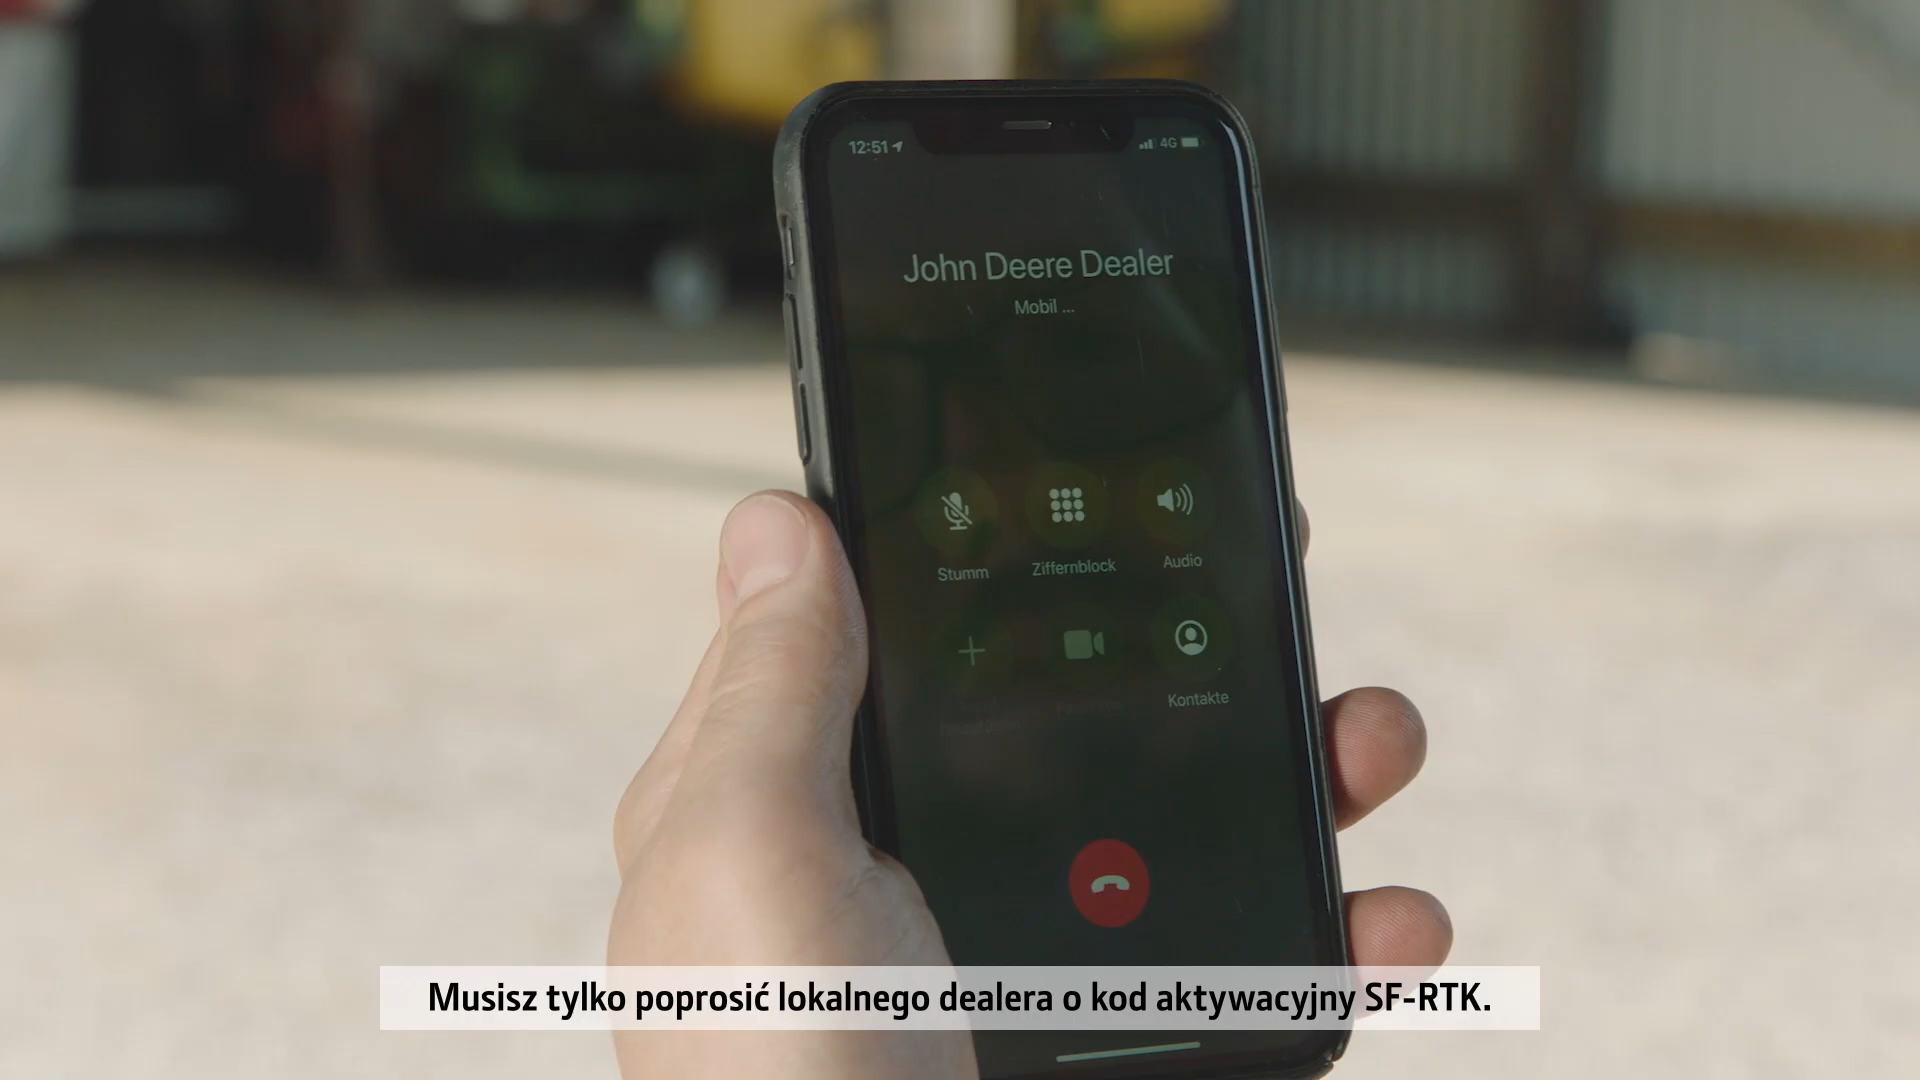 12:51
4G
John Deere Dealer
Mobil ...
Stumm
Ziffernblock
Audio
Kontakte
Musisz tylko poprosić lokalnego dealera o kod aktywacyjny SF-RTK.